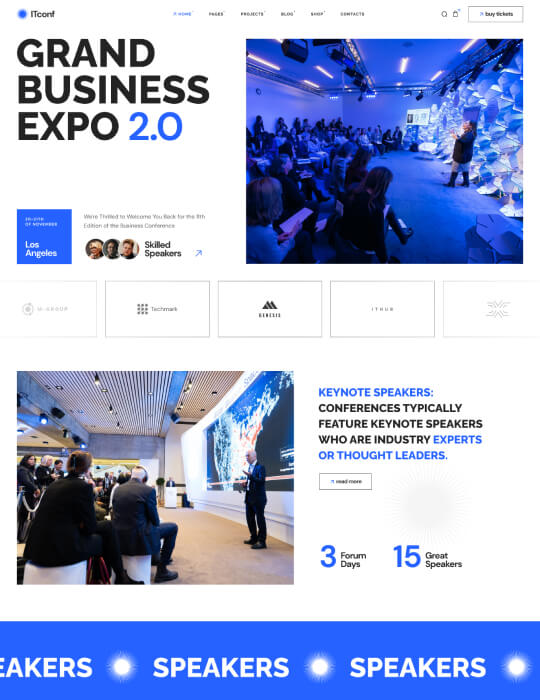 ITconf
HOME PAGES PROJECTS BLOG SHOP CONTACTS
buy tickets
GRAND
BUSINESS
EXPO 2.0
OF NOVEMBER
Los
Angeles
We're Thrilled to Welcome You Back for the 11th
Edition of the Business Conference
Skilled
Speakers
M-GROUP
Techmark
GENESIS
ITHUB
KEYNOTE SPEAKERS:
CONFERENCES TYPICALLY
FEATURE KEYNOTE SPEAKERS
WHO ARE INDUSTRY EXPERTS
OR THOUGHT LEADERS.
read more
3 Forum
Days
15 Great
Speakers
EAKERS SPEAKERS SPEAKERS